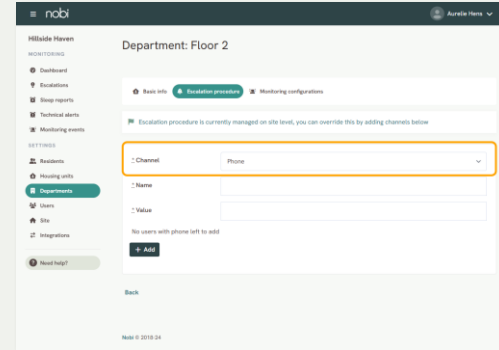 nobi
Aurelie Hens
Hillside Haven
MONITORING
Dashboard
Escalations
Sleep reports
Technical alerts
Monitoring events
SETTINGS
Residents
Housing units
Departments
Users
Site
Integrations
Need help?
Department: Floor 2
Basic info
Escalation procedure
Monitoring configurations
Escalation procedure is currently managed on site level, you can override this by adding channels below
* Channel
Phone
* Name
* Value
No users with phone left to add
+ Add
Back
Nobi © 2018-24